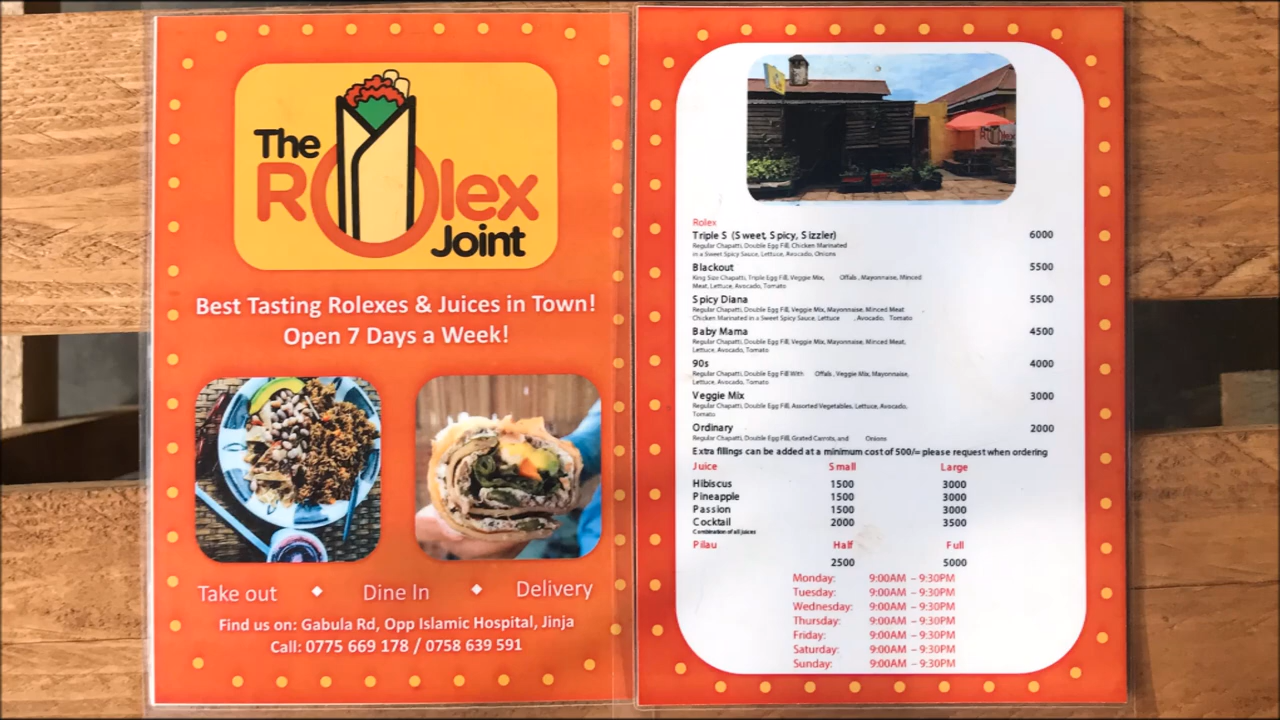 The
Rolex
Joint
Best Tasting Rolexes & Juices in Town!
Open 7 Days a Week!
Take out ◆ Dine In ◆ Delivery
Find us on: Gabula Rd, Opp Islamic Hospital, Jinja
Call: 0775 669 178 / 0758 639 591
Rolex
Rolex
Triple S (Sweet, Spicy, Sizzler) 6000
Regular Chapatti, Double Egg Fill, Chicken Marinated
in a Sweet Spicy Sauce, Lettuce, Avocado, Onions
Blackout 5500
King Size Chapatti, Triple Egg Fill, Veggie Mix, Offals, Mayonnaise, Minced
Meat, Lettuce, Avocado, Tomato
Spicy Diana 5500
Regular Chapatti, Double Egg Fill, Veggie Mix, Mayonnaise, Minced Meat
Chicken Marinated in a Sweet Spicy Sauce, Lettuce , Avocado, Tomato
Baby Mama 4500
Regular Chapatti, Double Egg Fill, Veggie Mix, Mayonnaise, Minced Meat,
Lettuce, Avocado, Tomato
90s 4000
Regular Chapatti, Double Egg Fill With Offals, Veggie Mix, Mayonnaise,
Lettuce, Avocado, Tomato
Veggie Mix 3000
Regular Chapatti, Double Egg Fill, Assorted Vegetables, Lettuce, Avocado,
Tomato
Ordinary 2000
Regular Chapatti, Double Egg Fill, Grated Carrots, and Onions
Extra fillings can be added at a minimum cost of 500/= please request when ordering
Juice Small Large
Hibiscus 1500 3000
Pineapple 1500 3000
Passion 1500 3000
Cocktail 2000 3500
Combination of all juices
Pilau Half Full
2500 5000
Monday: 9:00AM – 9:30PM
Tuesday: 9:00AM – 9:30PM
Wednesday: 9:00AM – 9:30PM
Thursday: 9:00AM – 9:30PM
Friday: 9:00AM – 9:30PM
Saturday: 9:00AM – 9:30PM
Sunday: 9:00AM – 9:30PM